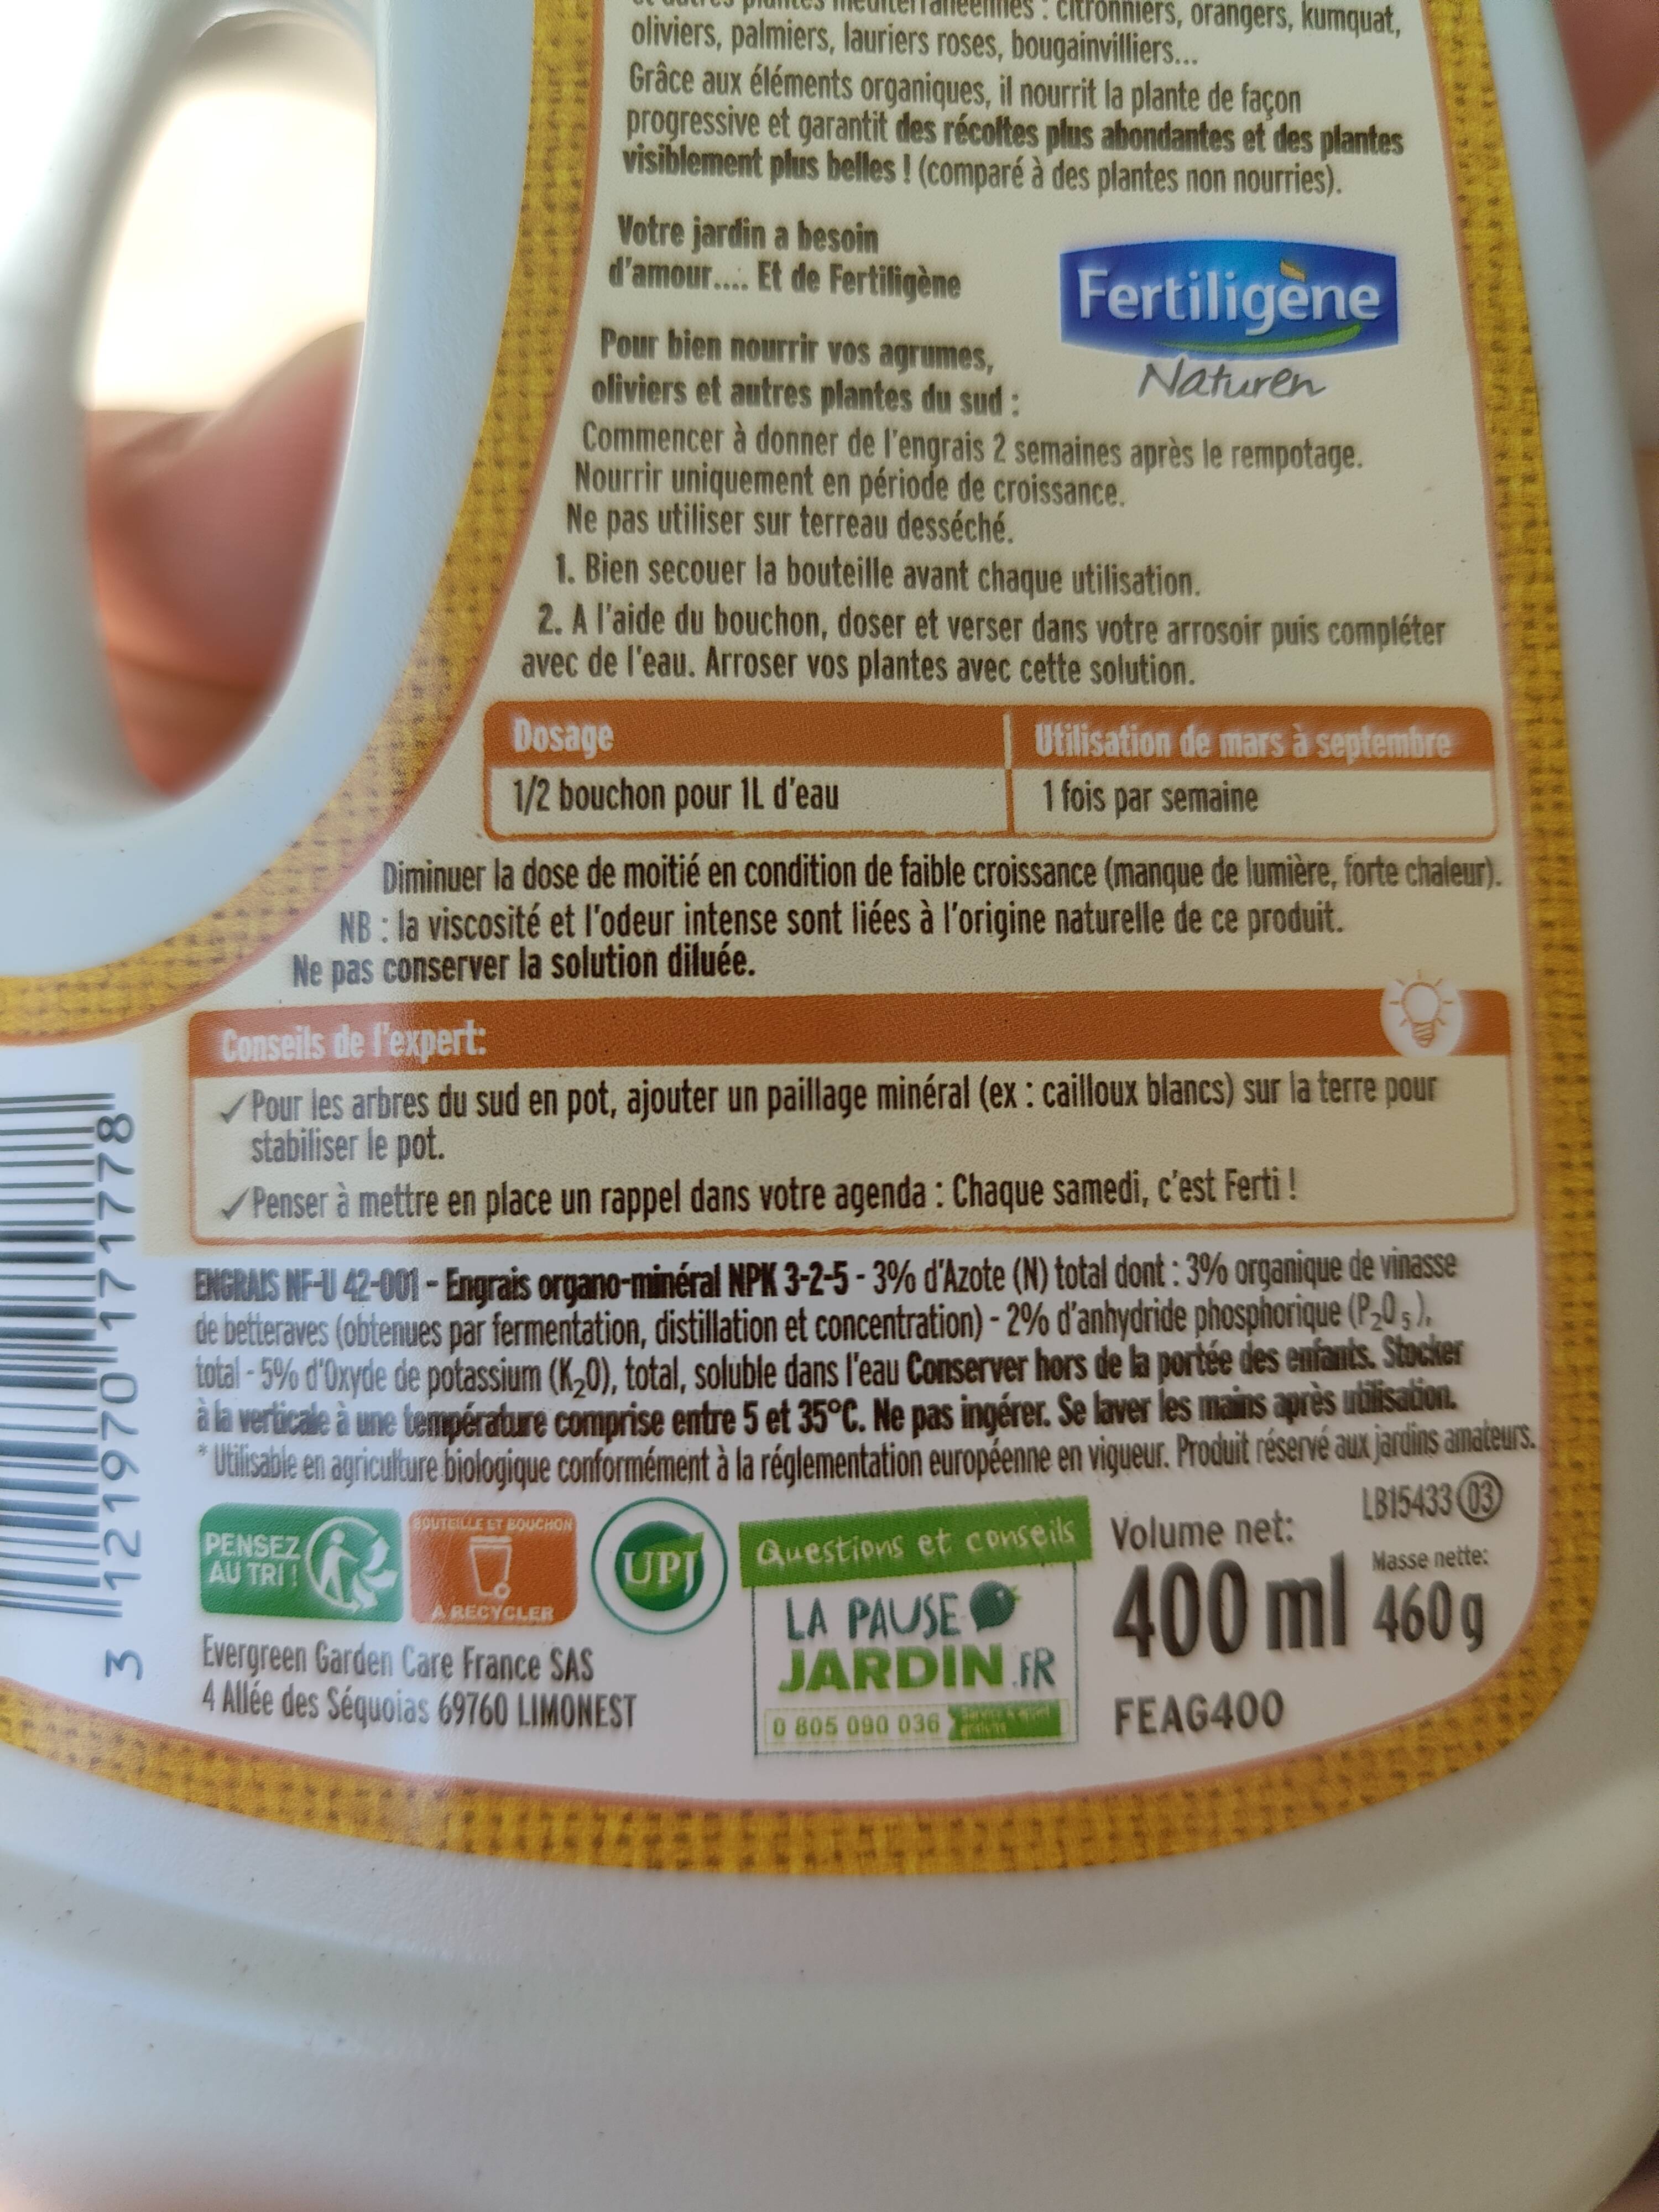 et autres plantes méditerranéennes : citronniers, orangers, kumquat,
oliviers, palmiers, lauriers roses, bougainvilliers...
Grâce aux éléments organiques, il nourrit la plante de façon
progressive et garantit des récoltes plus abondantes et des plantes
visiblement plus belles ! (comparé à des plantes non nourries).
Votre jardin a besoin
d'amour.... Et de Fertiligène
Fertiligène
Naturen
Pour bien nourrir vos agrumes,
oliviers et autres plantes du sud :
Commencer à donner de l'engrais 2 semaines après le rempotage.
Nourrir uniquement en période de croissance.
Ne pas utiliser sur terreau desséché.
1. Bien secouer la bouteille avant chaque utilisation.
2. A l'aide du bouchon, doser et verser dans votre arrosoir puis compléter
avec de l'eau. Arroser vos plantes avec cette solution.
Dosage
Utilisation de mars à septembre
1/2 bouchon pour 1L d'eau
1 fois par semaine
Diminuer la dose de moitié en condition de faible croissance (manque de lumière, forte chaleur).
NB : la viscosité et l'odeur intense sont liées à l'origine naturelle de ce produit.
Ne pas conserver la solution diluée.
Conseils de l'expert:
✓ Pour les arbres du sud en pot, ajouter un paillage minéral (ex : cailloux blancs) sur la terre pour
stabiliser le pot.
✓ Penser à mettre en place un rappel dans votre agenda : Chaque samedi, c'est Ferti !
ENGRAIS NF-U 42-001 - Engrais organo-minéral NPK 3-2-5 - 3% d'Azote (N) total dont : 3% organique de vinasse
de betteraves (obtenues par fermentation, distillation et concentration) - 2% d'anhydride phosphorique (P₂O₅),
total - 5% d'Oxyde de potassium (K₂O), total, soluble dans l'eau Conserver hors de la portée des enfants. Stocker
à la verticale à une température comprise entre 5 et 35°C. Ne pas ingérer. Se laver les mains après utilisation.
* Utilisable en agriculture biologique conformément à la réglementation européenne en vigueur. Produit réservé aux jardins amateurs.
3 121970 171778
PENSEZ
AU TRI !
BOUTEILLE ET BOUCHON
À RECYCLER
UPJ
Questions et conseils
LA PAUSE
JARDIN.FR
0 805 090 036
Service & appel
gratuits
LB15433 03
Volume net:
400 ml
Masse nette:
460 g
FEAG400
Evergreen Garden Care France SAS
4 Allée des Séquoias 69760 LIMONEST